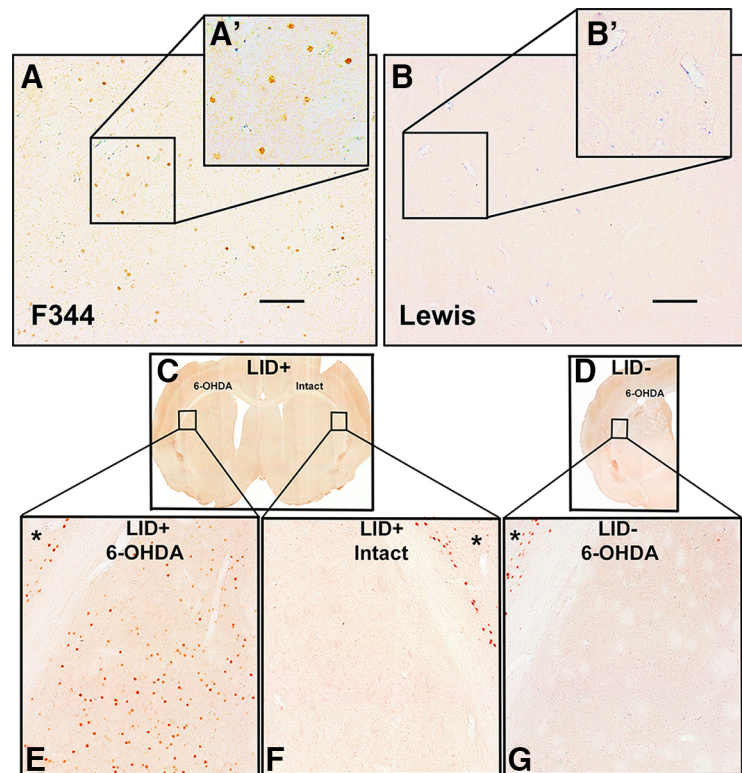 A
A'
F344
B
B'
Lewis
C
LID+
6-OHDA
Intact
D
LID-
6-OHDA
*
LID+
6-OHDA
E
LID+
Intact
*
F
*
LID-
6-OHDA
G